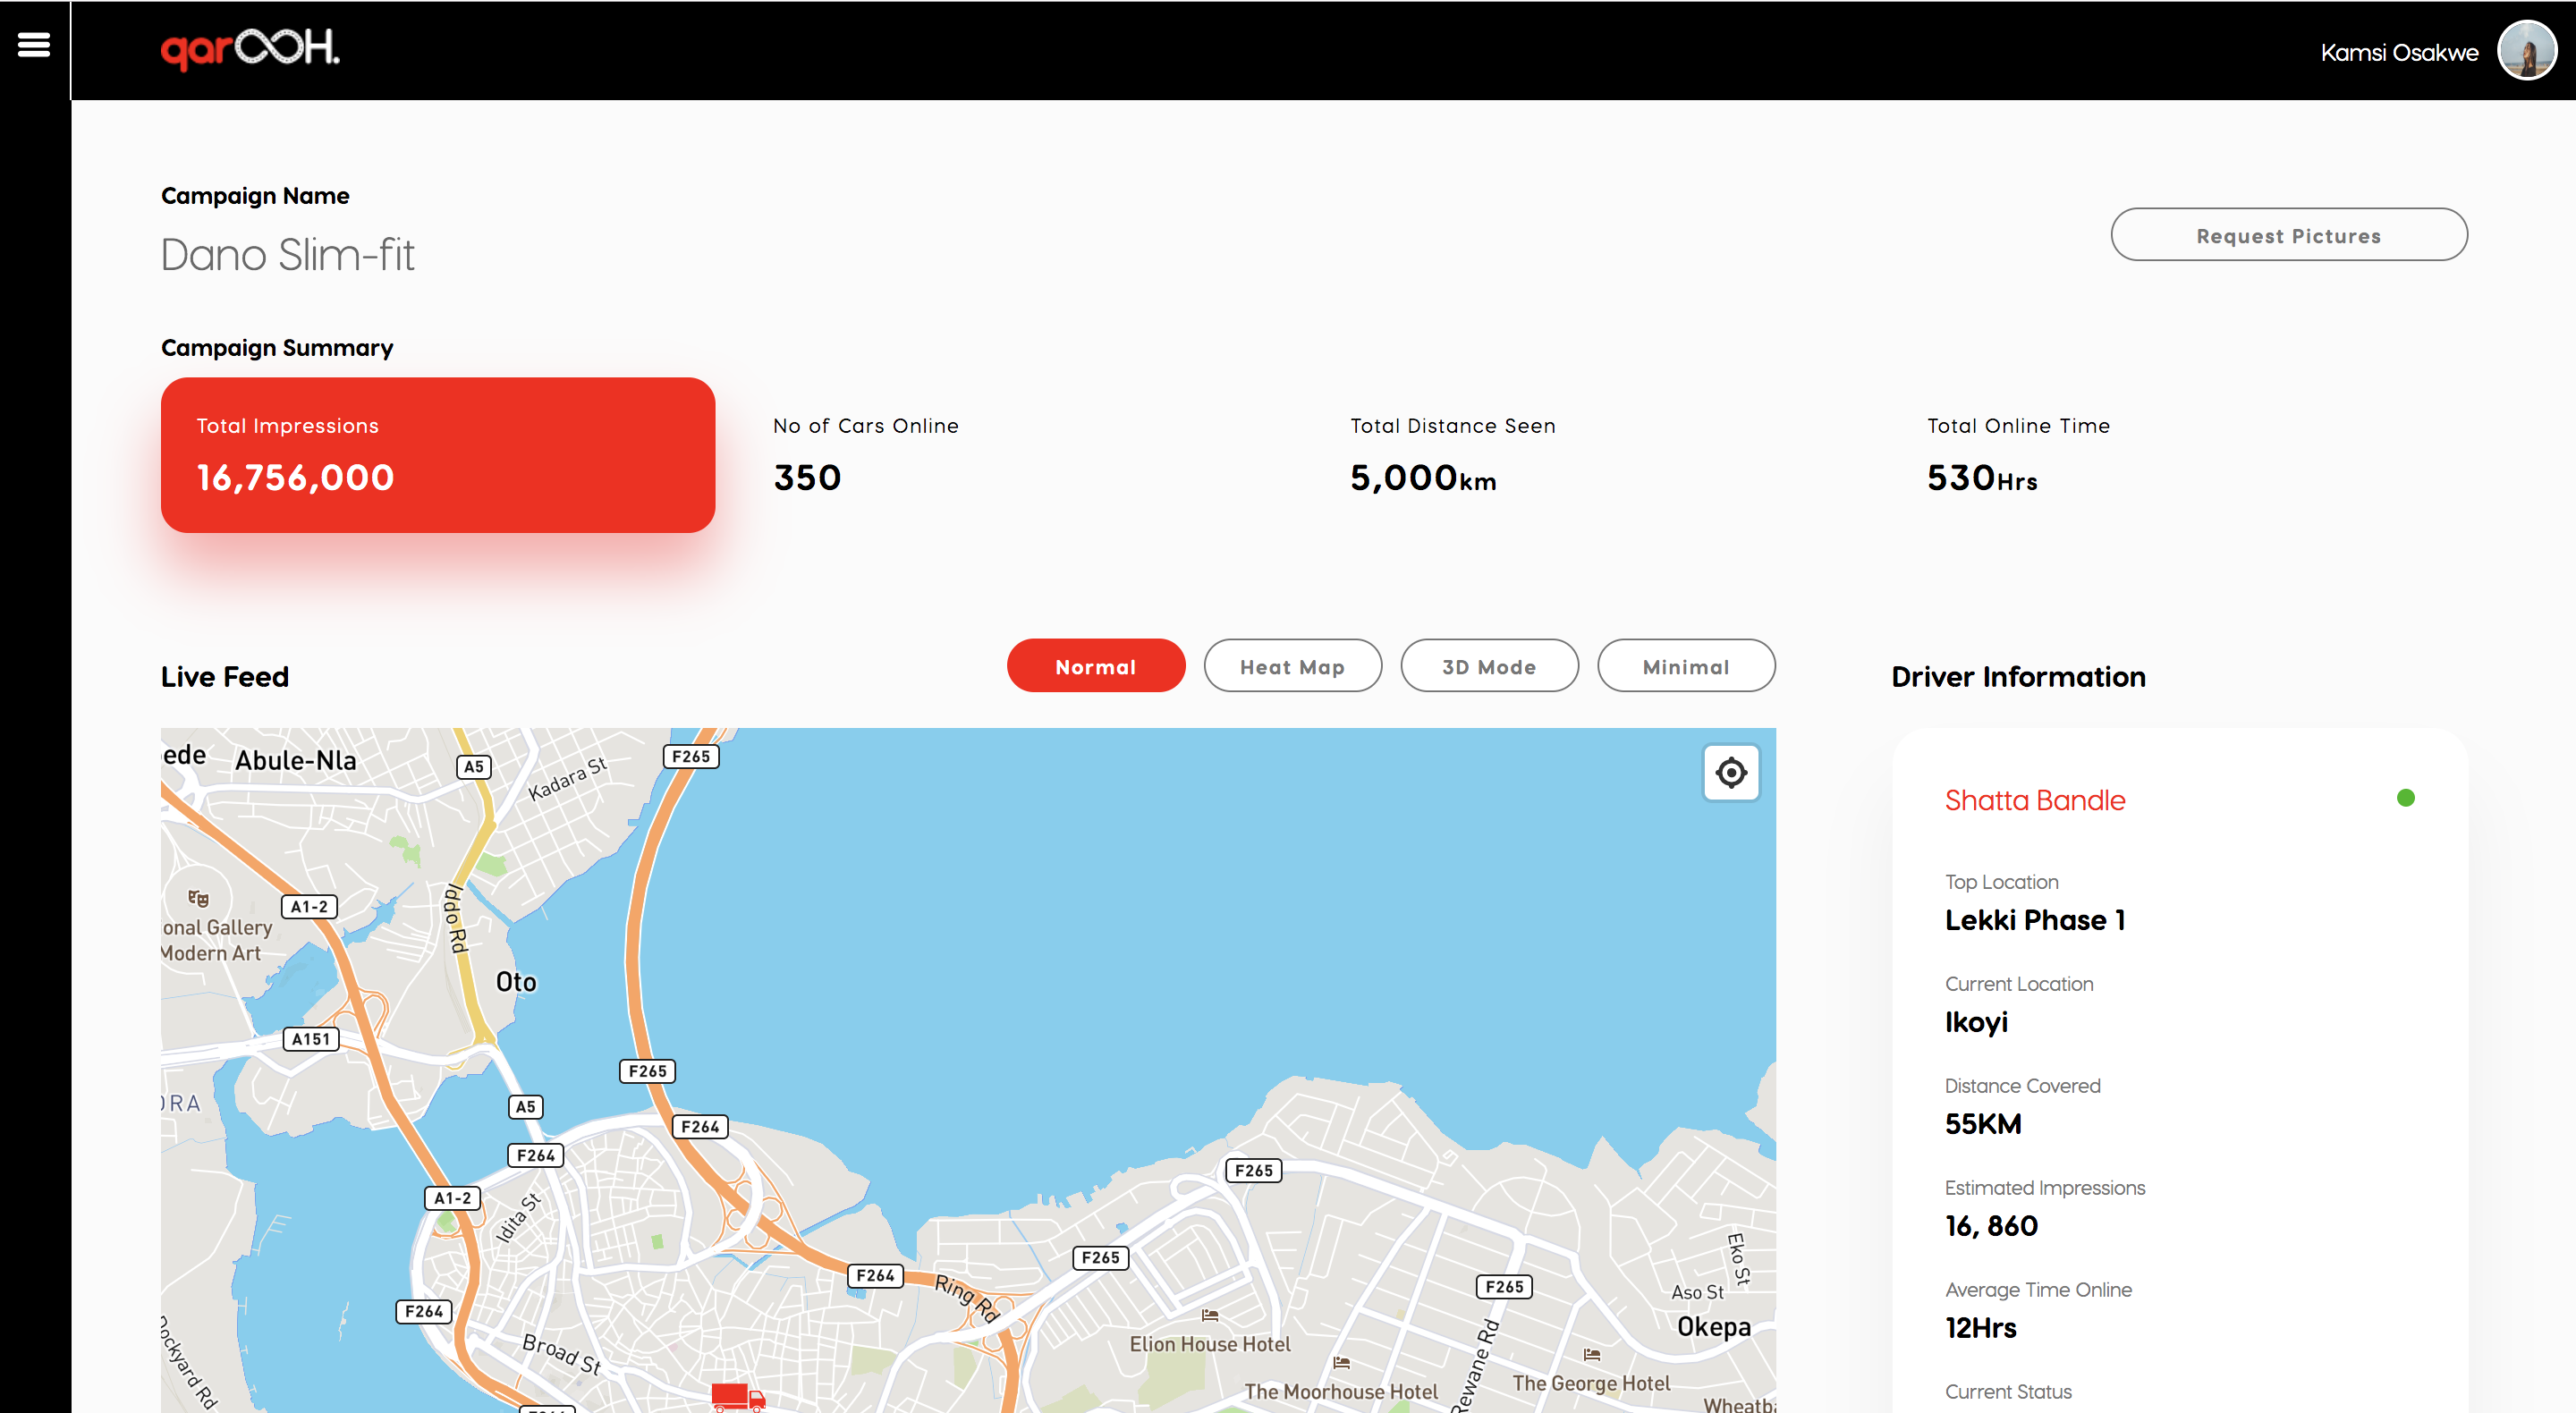 qarOOH.
Kamsi Osakwe
Campaign Name
Dano Slim-fit
Request Pictures
Campaign Summary
Total Impressions
16,756,000
No of Cars Online
350
Total Distance Seen
5,000km
Total Online Time
530Hrs
Live Feed
Normal
Heat Map
3D Mode
Minimal
Driver Information
ede
Abule-Nla
A5
Kadara St
F265
A1-2
Iddo Rd
onal Gallery
Modern Art
Oto
A151
F265
A5
F264
F264
A1-2
Idita St
F265
F265
F264
Ring Rd
F265
Eko St
Aso St
Okepa
F264
Broad St
Dockyard Rd
Elion House Hotel
The Moorhouse Hotel
Rewane Rd
The George Hotel
Shatta Bandle
Top Location
Lekki Phase 1
Current Location
Ikoyi
Distance Covered
55KM
Estimated Impressions
16, 860
Average Time Online
12Hrs
Current Status